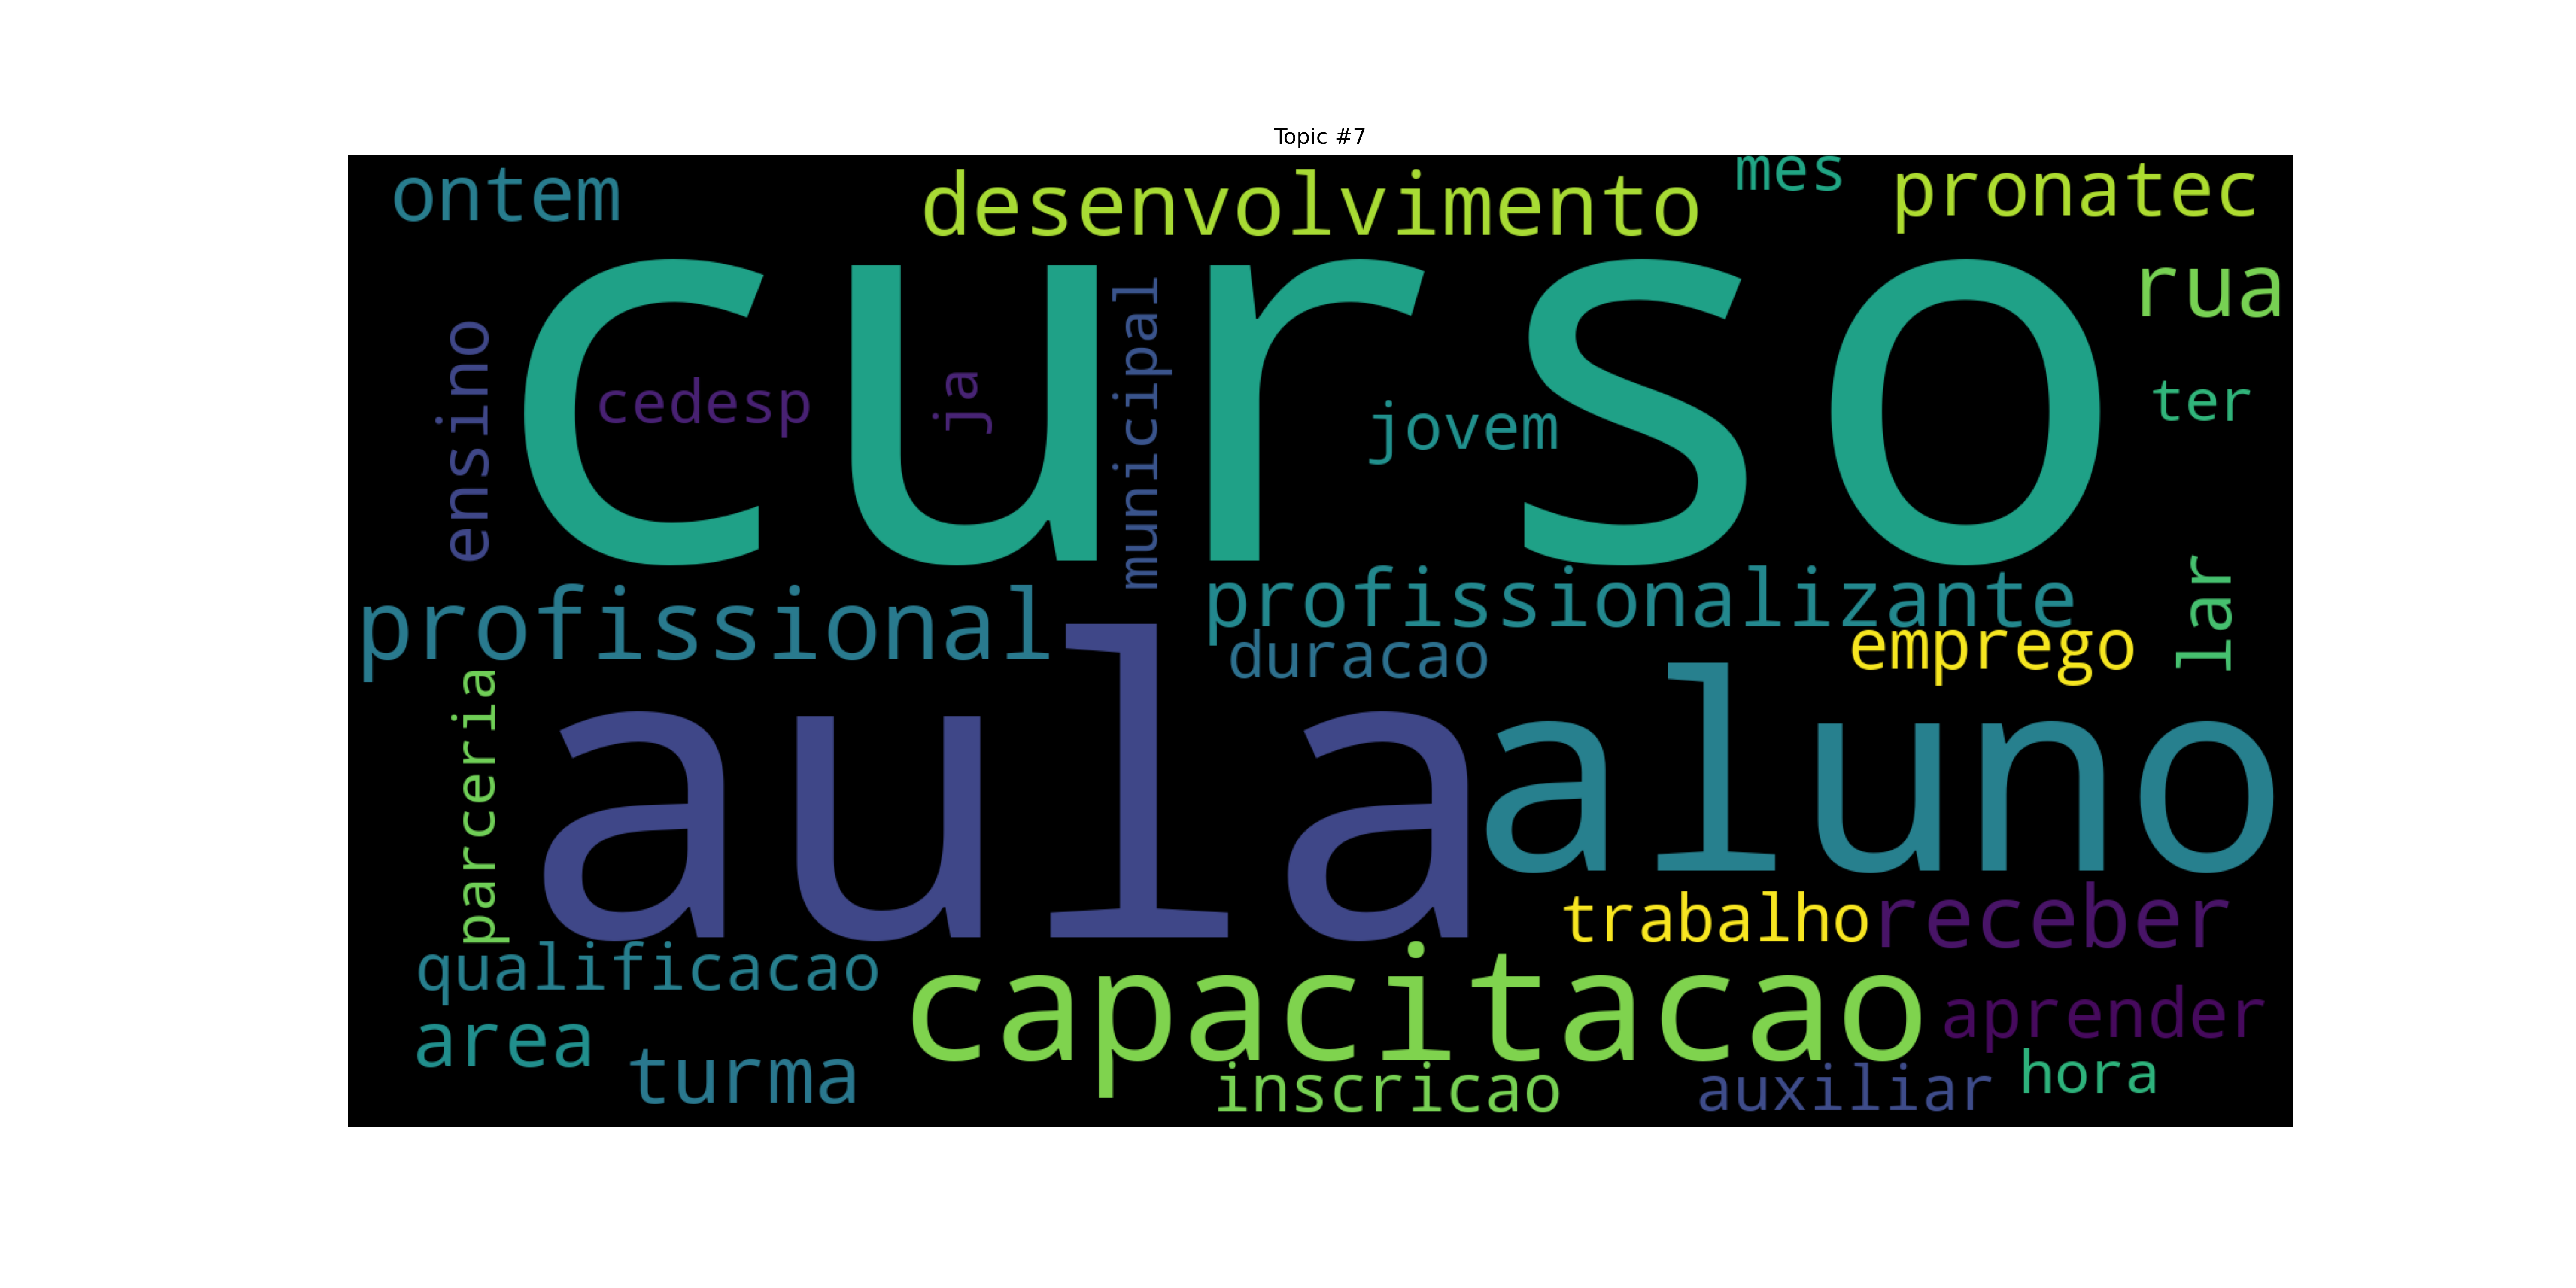 Topic #7
ontem
desenvolvimento
mes
pronatec
curso
rua
ensino
cedesp
ja
municipal
jovem
ter
profissional
profissionalizante
duracao
emprego
lar
parceria
aula
aluno
trabalho
receber
qualificacao
capacitacao
aprender
area
turma
inscricao
auxiliar
hora